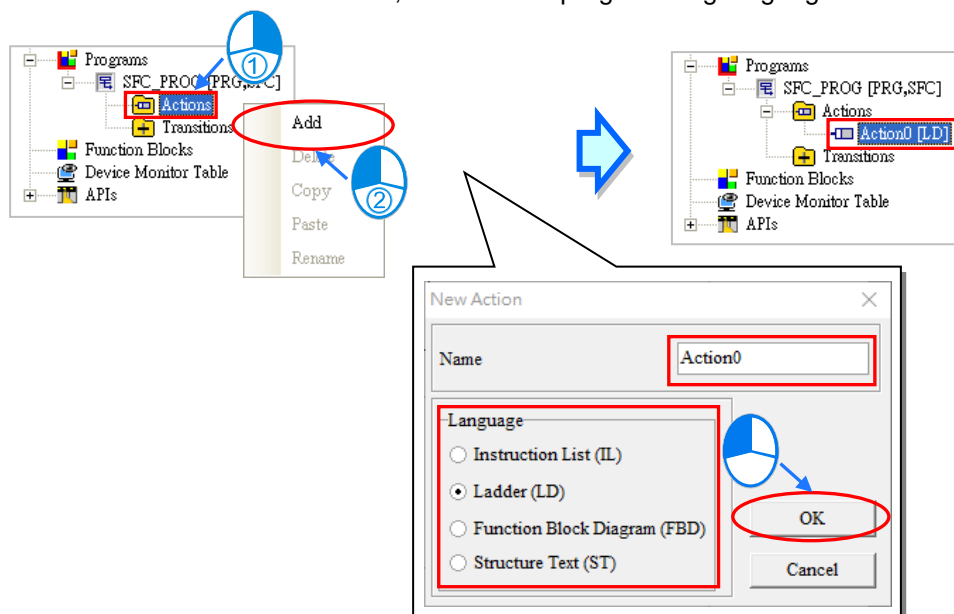 Programs
SFC_PROG [PRG,SFC]
Actions
Transitions
Function Blocks
Device Monitor Table
APIs
1
Add
Delete
Copy
Paste
Rename
2
Programs
SFC_PROG [PRG,SFC]
Actions
Action0 [LD]
Transitions
Function Blocks
Device Monitor Table
APIs
New Action
Name
Action0
Language
Instruction List (IL)
Ladder (LD)
Function Block Diagram (FBD)
Structure Text (ST)
OK
Cancel